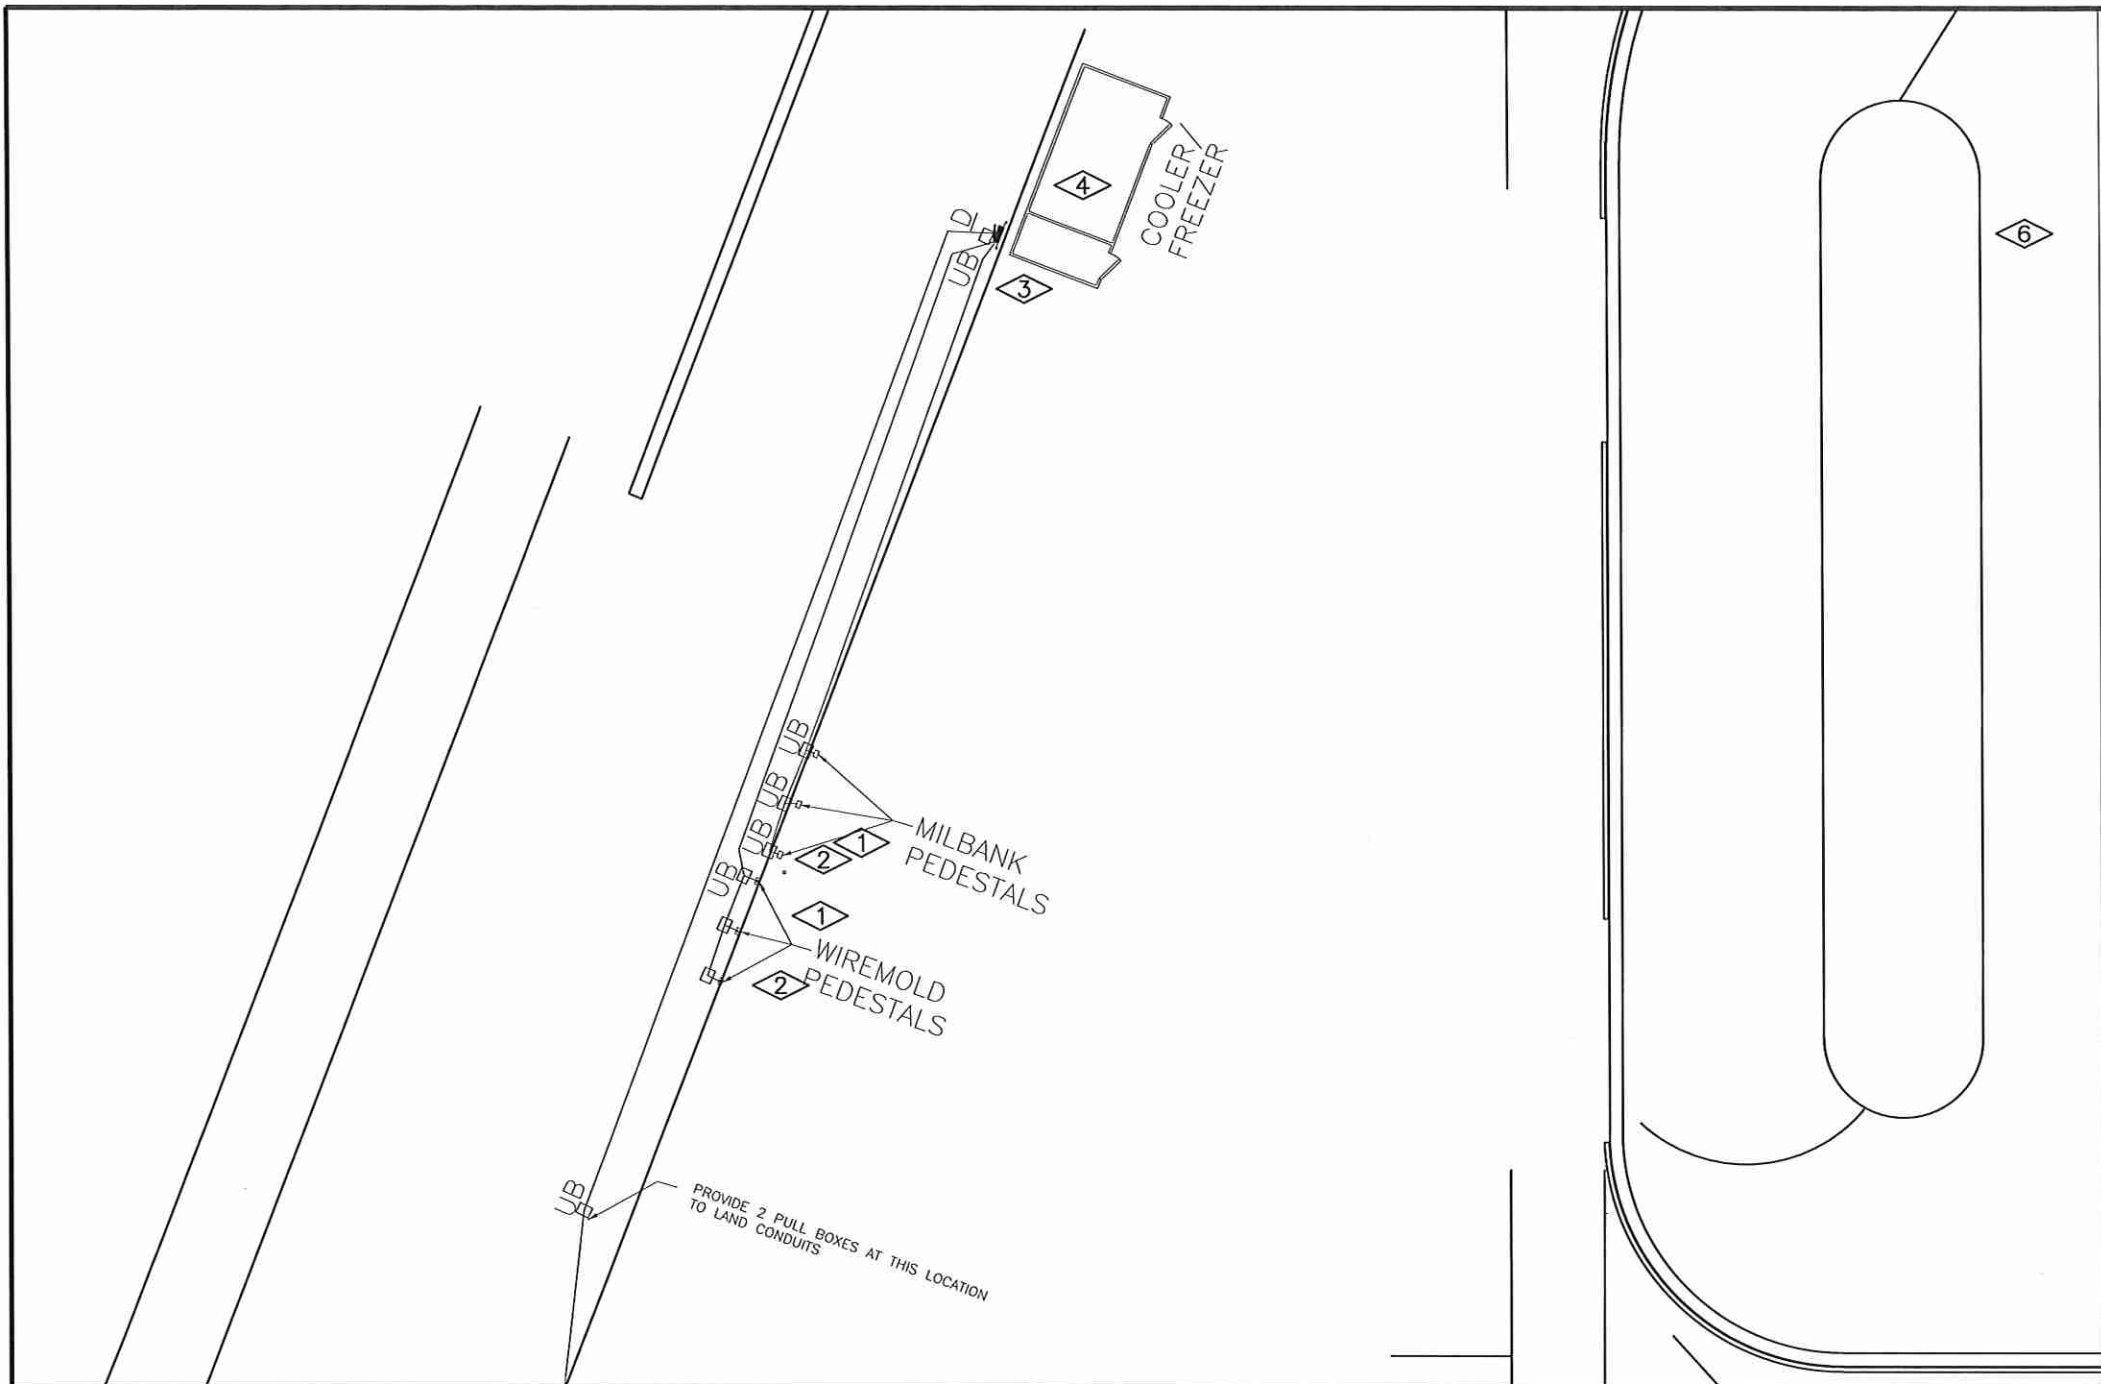 4
COOLER/
FREEZER
6
D
UB
3
UB
UB
UB
UB
MILBANK
PEDESTALS
1
2
1
WIREMOLD
PEDESTALS
2
UB
PROVIDE 2 PULL BOXES AT THIS LOCATION
TO LAND CONDUITS